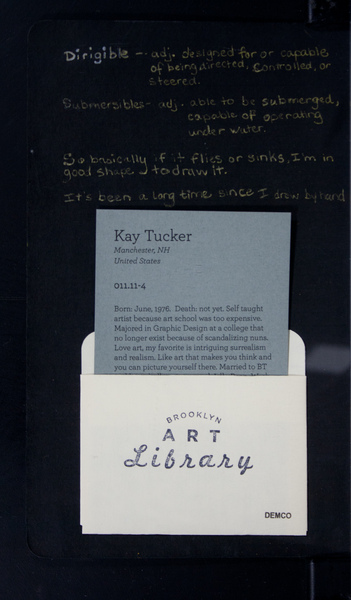 Dirigible -- adj. designed for or capable
of being directed, controlled, or
steered.
Submersibles- adj. able to be submerged,
capable of operating
under water.
So basically if it flies or sinks, I'm in
good shape to draw it.
It's been a long time since I drew by hand
Kay Tucker
Manchester, NH
United States
011.11-4
Born: June, 1976. Death: not yet. Self taught
artist because art school was too expensive.
Majored in Graphic Design at a college that
no longer exist because of scandalizing nuns.
Love art, my favorite is intriguing surrealism
and realism. Like art that makes you think and
you can picture yourself there. Married to BT
BROOKLYN
ART
Library
DEMCO